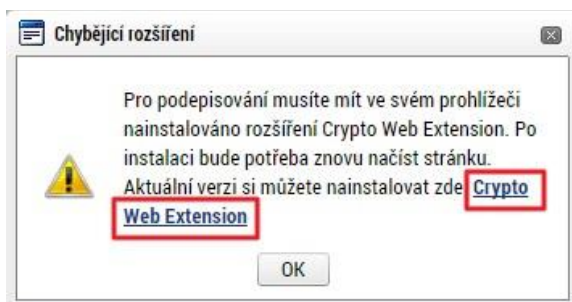 Chybějící rozšíření
Pro podepisování musíte mít ve svém prohlížeči
nainstalováno rozšíření Crypto Web Extension. Po
instalaci bude potřeba znovu načíst stránku.
Aktuální verzi si můžete nainstalovat zde Crypto
Web Extension
OK